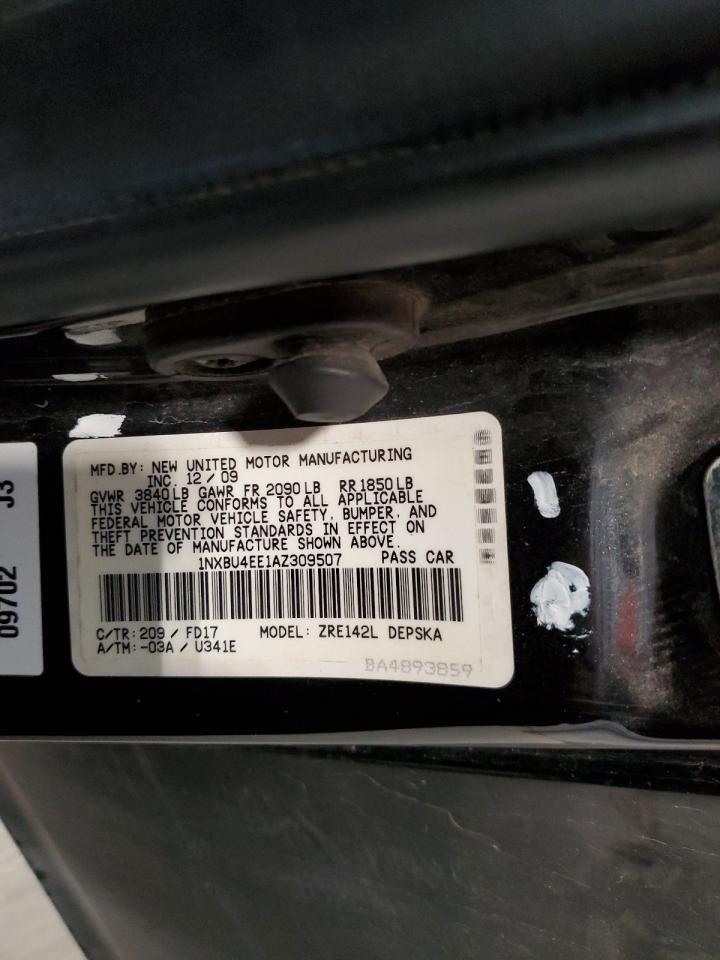 MFD.BY: NEW UNITED MOTOR MANUFACTURING
INC. 12/09
GVWR 3840LB GAWR FR 2090LB RR1850LB
THIS VEHICLE CONFORMS TO ALL APPLICABLE
FEDERAL MOTOR VEHICLE SAFETY, BUMPER, AND
THEFT PREVENTION STANDARDS IN EFFECT ON
THE DATE OF MANUFACTURE SHOWN ABOVE.
1NXBU4EE1AZ309507 PASS CAR
C/TR: 209 / FD17 MODEL: ZRE142L DEPSKA
A/TM: -03A / U341E
BA4893859
09702 J3